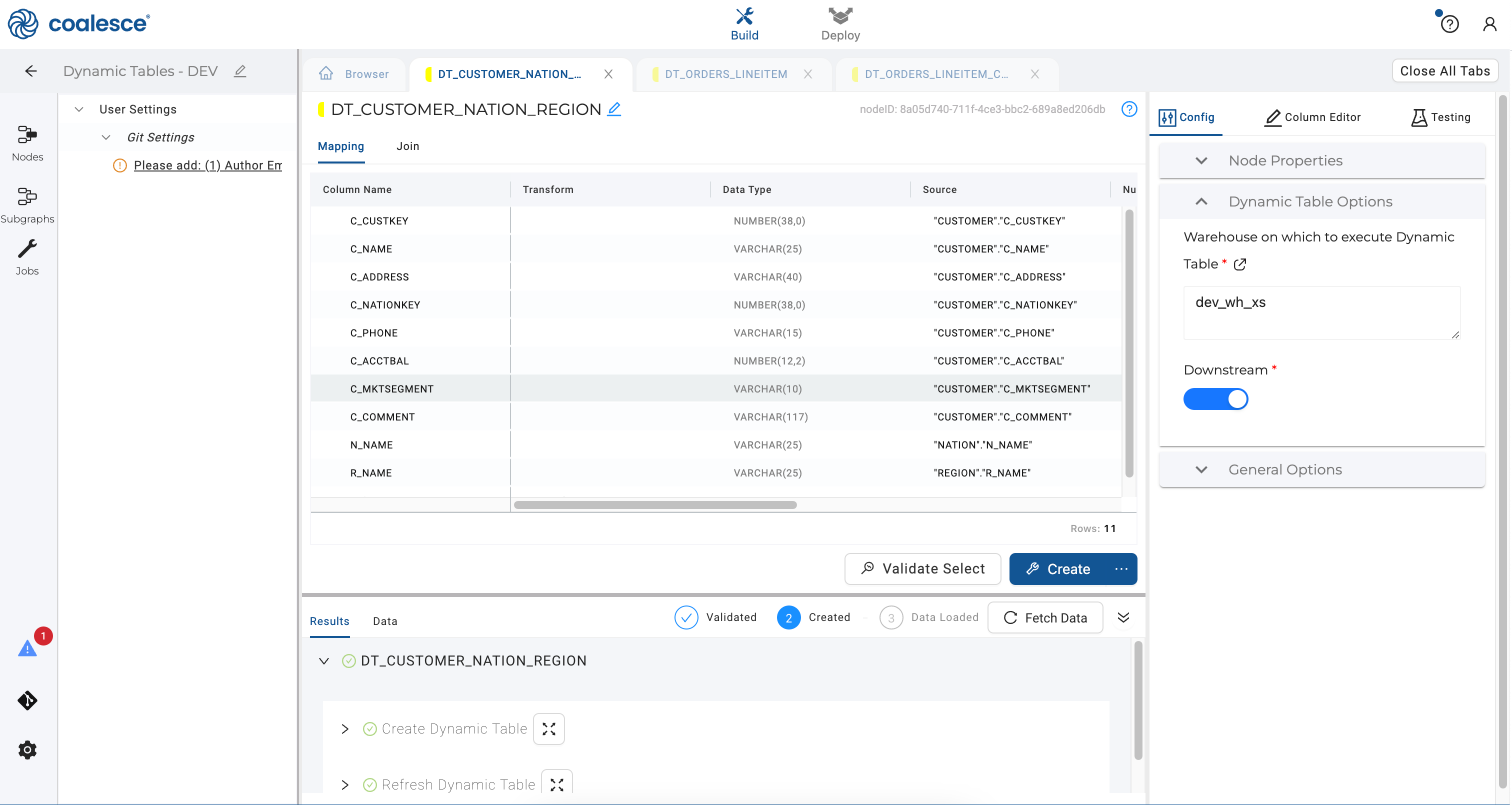 coalesce®
Build
Deploy
Dynamic Tables - DEV
Browser
DT_CUSTOMER_NATION_...
DT_ORDERS_LINEITEM
DT_ORDERS_LINEITEM_C...
Close All Tabs
Nodes
Subgraphs
Jobs
1
User Settings
Git Settings
Please add: (1) Author Em
DT_CUSTOMER_NATION_REGION
nodeID: 8a05d740-711f-4ce3-bbc2-689a8ed206db
Mapping Join
Column Name Transform Data Type Source Nu
C_CUSTKEY NUMBER(38,0) "CUSTOMER"."C_CUSTKEY"
C_NAME VARCHAR(25) "CUSTOMER"."C_NAME"
C_ADDRESS VARCHAR(40) "CUSTOMER"."C_ADDRESS"
C_NATIONKEY NUMBER(38,0) "CUSTOMER"."C_NATIONKEY"
C_PHONE VARCHAR(15) "CUSTOMER"."C_PHONE"
C_ACCTBAL NUMBER(12,2) "CUSTOMER"."C_ACCTBAL"
C_MKTSEGMENT VARCHAR(10) "CUSTOMER"."C_MKTSEGMENT"
C_COMMENT VARCHAR(117) "CUSTOMER"."C_COMMENT"
N_NAME VARCHAR(25) "NATION"."N_NAME"
R_NAME VARCHAR(25) "REGION"."R_NAME"
Rows: 11
Validate Select
Create ...
Results Data
Validated
2 Created
3 Data Loaded
Fetch Data
DT_CUSTOMER_NATION_REGION
Create Dynamic Table
Refresh Dynamic Table
Config
Column Editor
Testing
Node Properties
Dynamic Table Options
Warehouse on which to execute Dynamic
Table *
dev_wh_xs
Downstream *
General Options